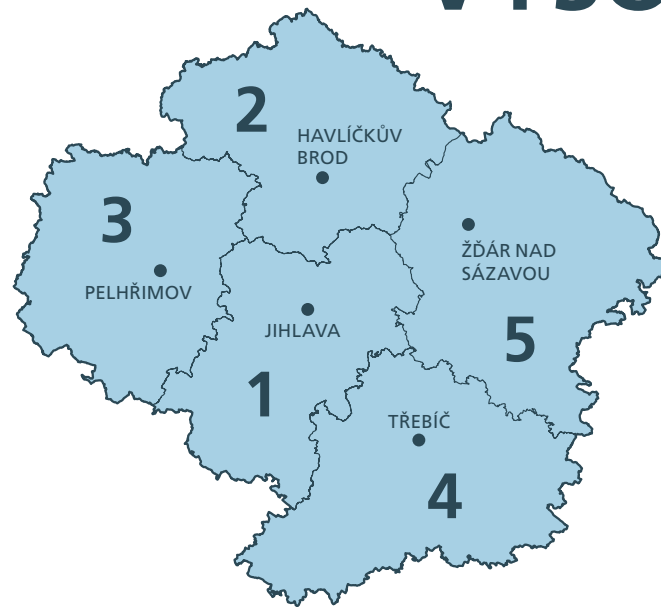 2
HAVLÍČKŮV
BROD
3
PELHŘIMOV
ŽĎÁR NAD
SÁZAVOU
5
JIHLAVA
1
TŘEBÍČ
4